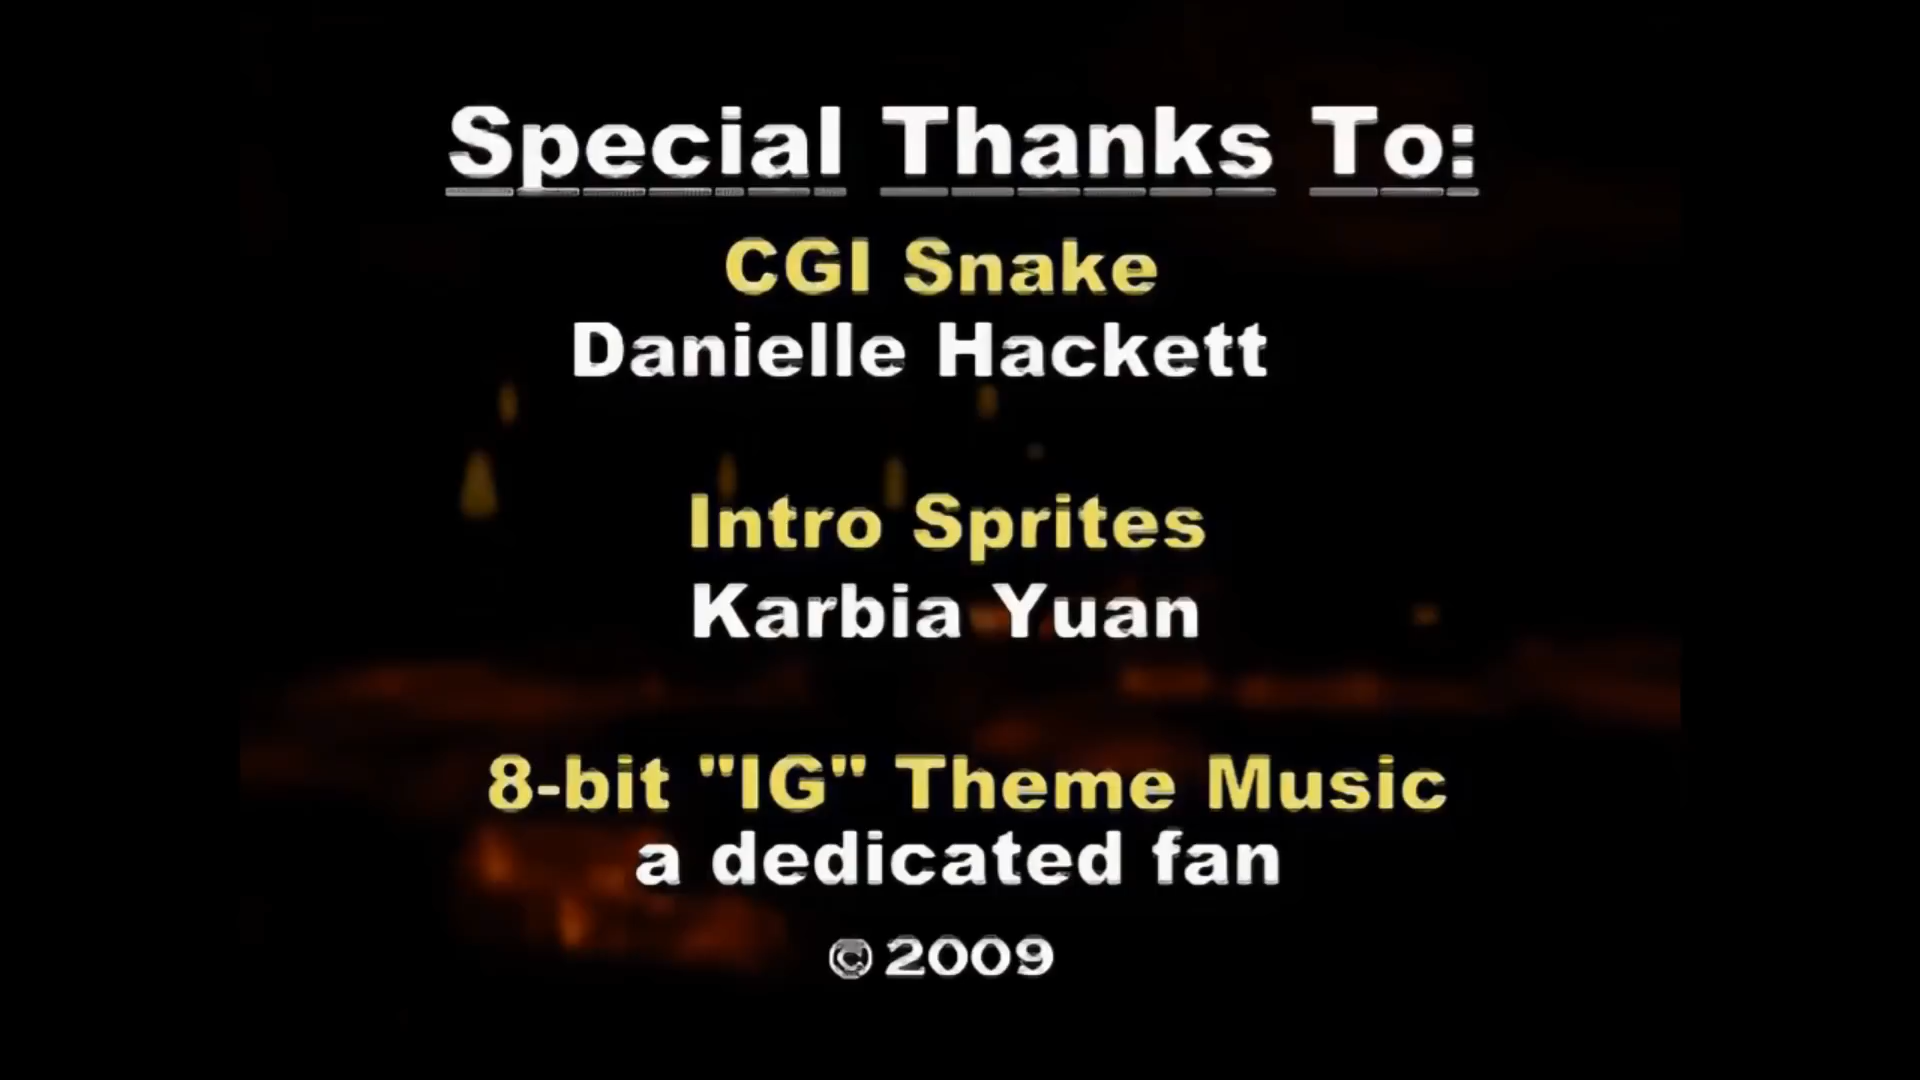 Special Thanks To:
CGI Snake
Danielle Hackett
Intro Sprites
Karbia Yuan
8-bit "IG" Theme Music
a dedicated fan
© 2009